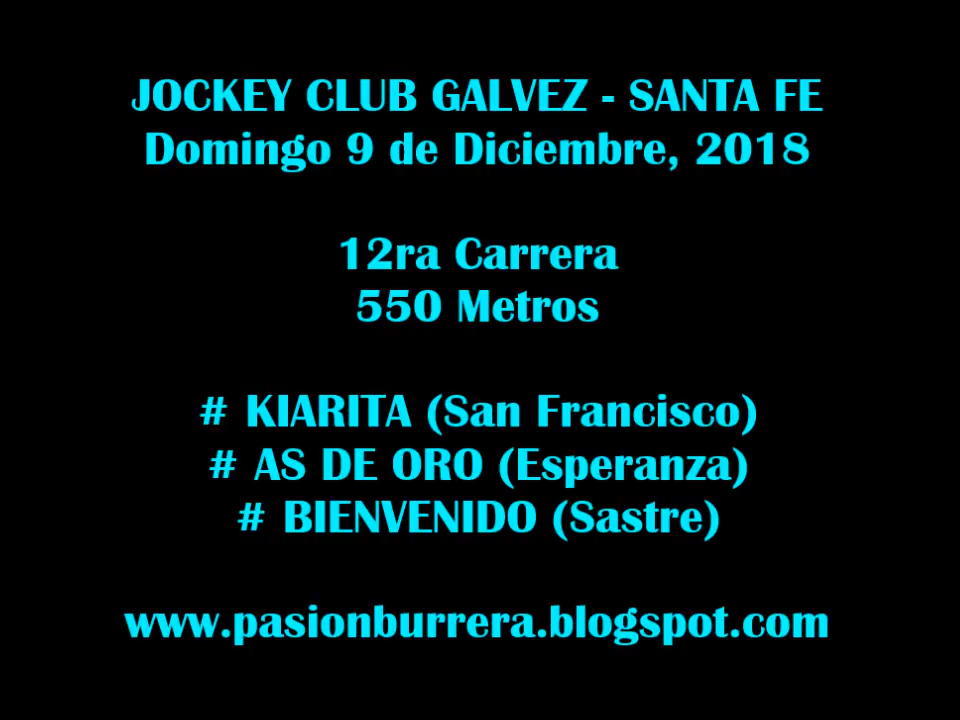 JOCKEY CLUB GALVEZ - SANTA FE
Domingo 9 de Diciembre, 2018
12ra Carrera
550 Metros
# KIARITA (San Francisco)
# AS DE ORO (Esperanza)
# BIENVENIDO (Sastre)
www.pasionburrera.blogspot.com